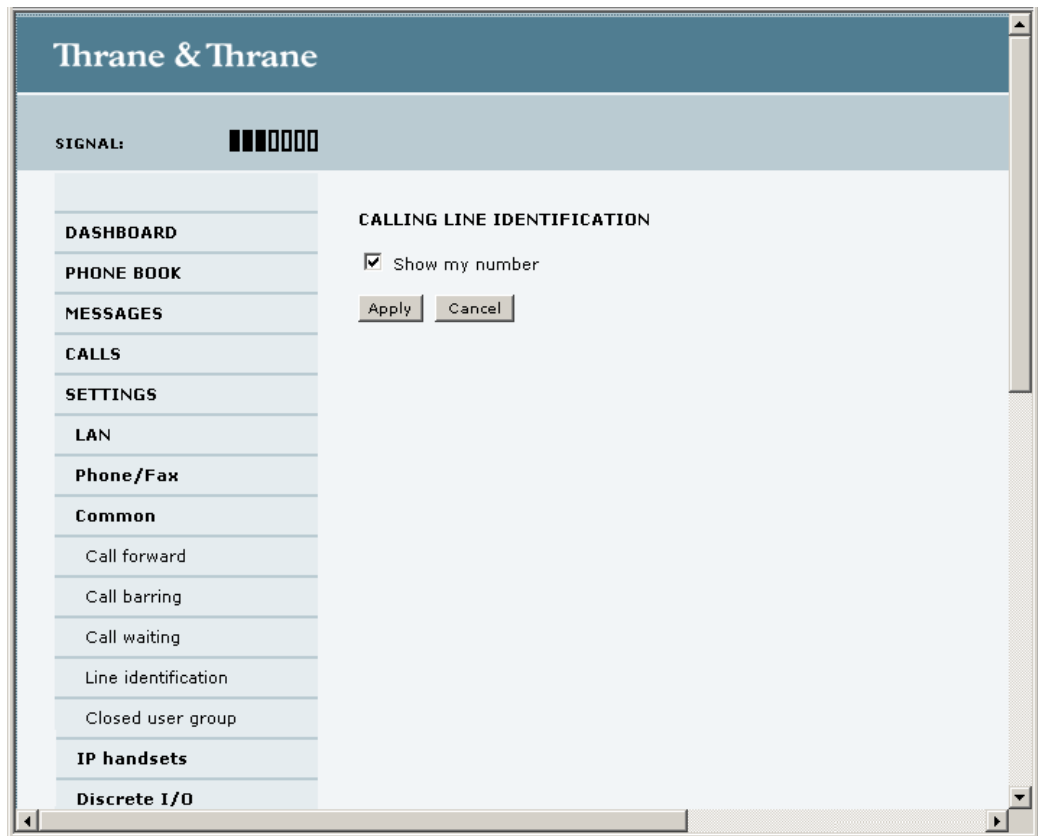 Thrane & Thrane
SIGNAL:
DASHBOARD
PHONE BOOK
MESSAGES
CALLS
SETTINGS
LAN
Phone/Fax
Common
Call forward
Call barring
Call waiting
Line identification
Closed user group
IP handsets
Discrete I/O
CALLING LINE IDENTIFICATION
Show my number
Apply Cancel